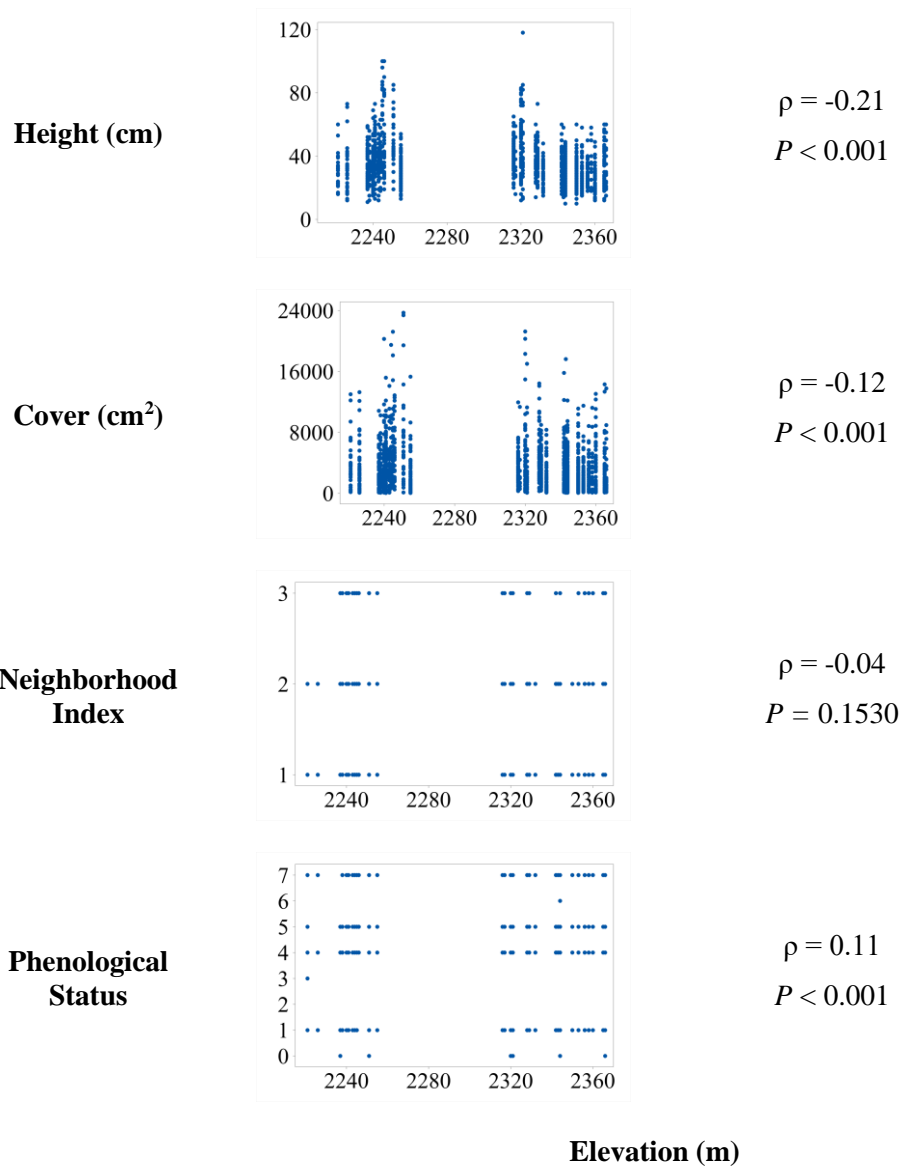 120
80
40
0
2240 2280 2320 2360
Height (cm)
ρ = -0.21
P < 0.001
24000
16000
8000
0
2240 2280 2320 2360
Cover (cm²)
ρ = -0.12
P < 0.001
3
2
1
2240 2280 2320 2360
Neighborhood
Index
ρ = -0.04
P = 0.1530
7
6
5
4
3
2
1
0
2240 2280 2320 2360
Phenological
Status
ρ = 0.11
P < 0.001
Elevation (m)